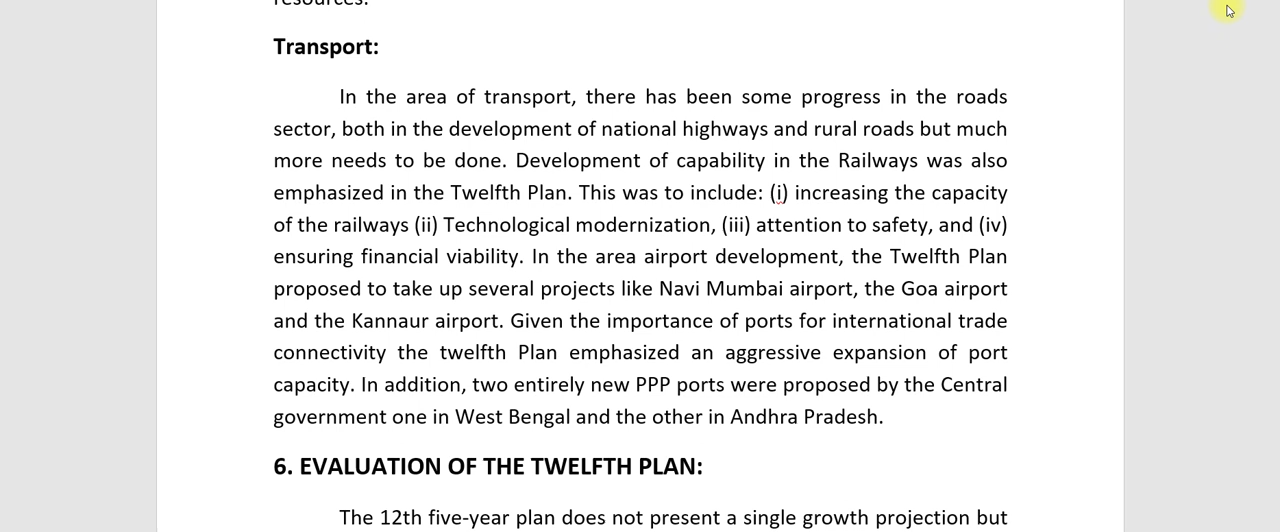 resources.
Transport:
In the area of transport, there has been some progress in the roads
sector, both in the development of national highways and rural roads but much
more needs to be done. Development of capability in the Railways was also
emphasized in the Twelfth Plan. This was to include: (i) increasing the capacity
of the railways (ii) Technological modernization, (iii) attention to safety, and (iv)
ensuring financial viability. In the area airport development, the Twelfth Plan
proposed to take up several projects like Navi Mumbai airport, the Goa airport
and the Kannaur airport. Given the importance of ports for international trade
connectivity the twelfth Plan emphasized an aggressive expansion of port
capacity. In addition, two entirely new PPP ports were proposed by the Central
government one in West Bengal and the other in Andhra Pradesh.
6. EVALUATION OF THE TWELFTH PLAN:
The 12th five-year plan does not present a single growth projection but